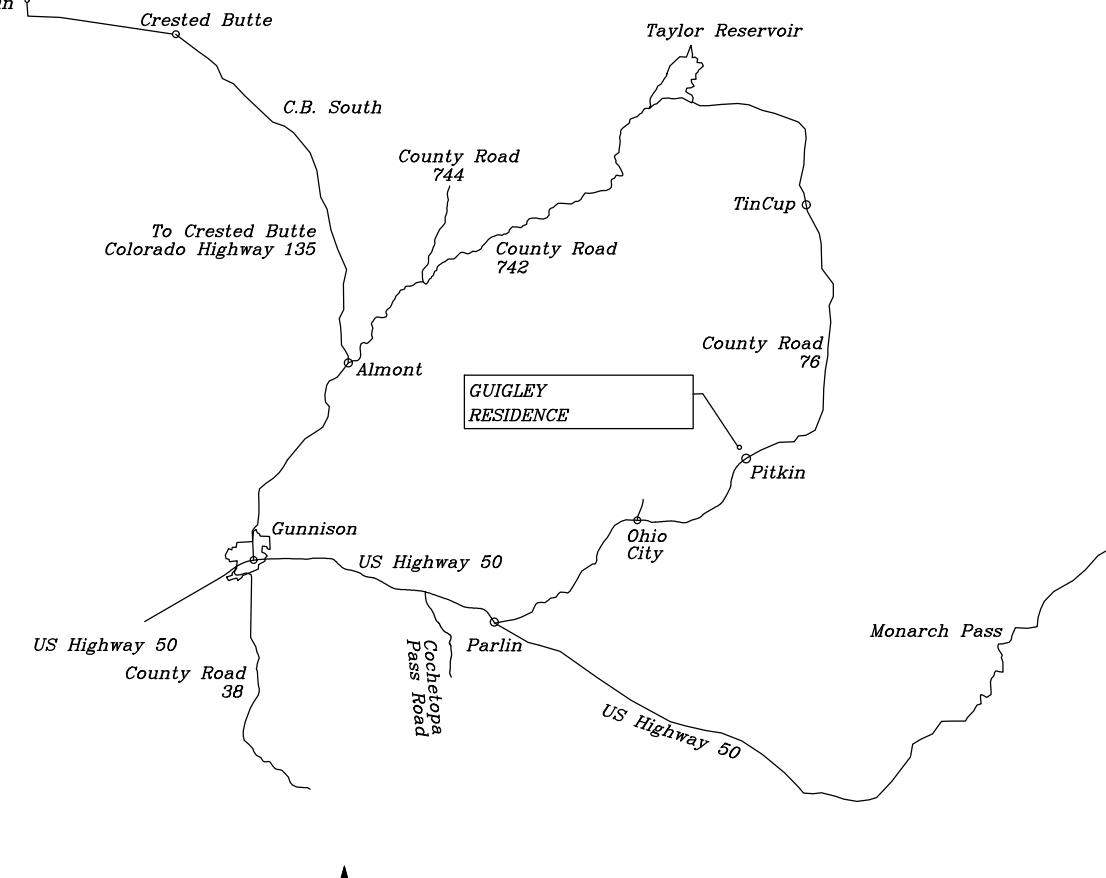 Crested Butte
Taylor Reservoir
C.B. South
County Road
744
TinCup
To Crested Butte
Colorado Highway 135
County Road
742
County Road
76
Almont
GUIGLEY
RESIDENCE
Pitkin
Gunnison
Ohio
City
US Highway 50
US Highway 50
Parlin
Monarch Pass
County Road
38
Cochetopa
Pass Road
US Highway 50